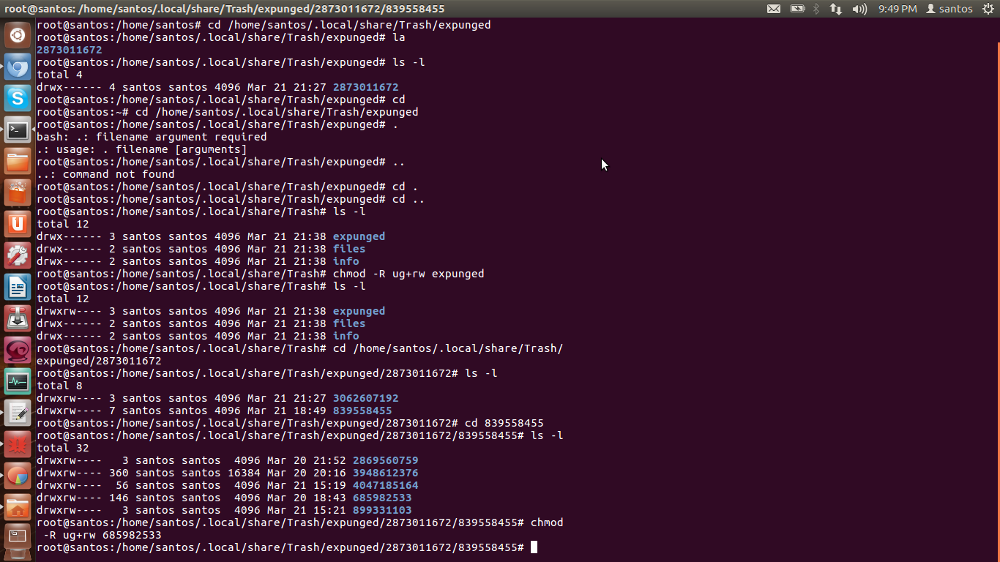 root@santos: /home/santos/.local/share/Trash/expunged/2873011672/839558455
9:49 PM santos
root@santos:/home/santos# cd /home/santos/.local/share/Trash/expunged
root@santos:/home/santos/.local/share/Trash/expunged# la
2873011672
root@santos:/home/santos/.local/share/Trash/expunged# ls -l
total 4
drwx------ 4 santos santos 4096 Mar 21 21:27 2873011672
root@santos:/home/santos/.local/share/Trash/expunged# cd
root@santos:~# cd /home/santos/.local/share/Trash/expunged
root@santos:/home/santos/.local/share/Trash/expunged# .
bash: .: filename argument required
.: usage: . filename [arguments]
root@santos:/home/santos/.local/share/Trash/expunged# ..
..: command not found
root@santos:/home/santos/.local/share/Trash/expunged# cd .
root@santos:/home/santos/.local/share/Trash/expunged# cd ..
root@santos:/home/santos/.local/share/Trash# ls -l
total 12
drwx------ 3 santos santos 4096 Mar 21 21:38 expunged
drwx------ 2 santos santos 4096 Mar 21 21:38 files
drwx------ 2 santos santos 4096 Mar 21 21:38 info
root@santos:/home/santos/.local/share/Trash# chmod -R ug+rw expunged
root@santos:/home/santos/.local/share/Trash# ls -l
total 12
drwxrw---- 3 santos santos 4096 Mar 21 21:38 expunged
drwx------ 2 santos santos 4096 Mar 21 21:38 files
drwx------ 2 santos santos 4096 Mar 21 21:38 info
root@santos:/home/santos/.local/share/Trash# cd /home/santos/.local/share/Trash/
expunged/2873011672
root@santos:/home/santos/.local/share/Trash/expunged/2873011672# ls -l
total 8
drwxrw---- 3 santos santos 4096 Mar 21 21:27 3062607192
drwxrw---- 7 santos santos 4096 Mar 21 18:49 839558455
root@santos:/home/santos/.local/share/Trash/expunged/2873011672# cd 839558455
root@santos:/home/santos/.local/share/Trash/expunged/2873011672/839558455# ls -l
total 32
drwxrw----   3 santos santos  4096 Mar 20 21:52 2869560759
drwxrw---- 360 santos santos 16384 Mar 20 20:16 3948612376
drwxrw----  56 santos santos  4096 Mar 21 15:19 4047185164
drwxrw---- 146 santos santos  4096 Mar 20 18:43 685982533
drwxrw----   3 santos santos  4096 Mar 21 15:21 899331103
root@santos:/home/santos/.local/share/Trash/expunged/2873011672/839558455# chmod
 -R ug+rw 685982533
root@santos:/home/santos/.local/share/Trash/expunged/2873011672/839558455#